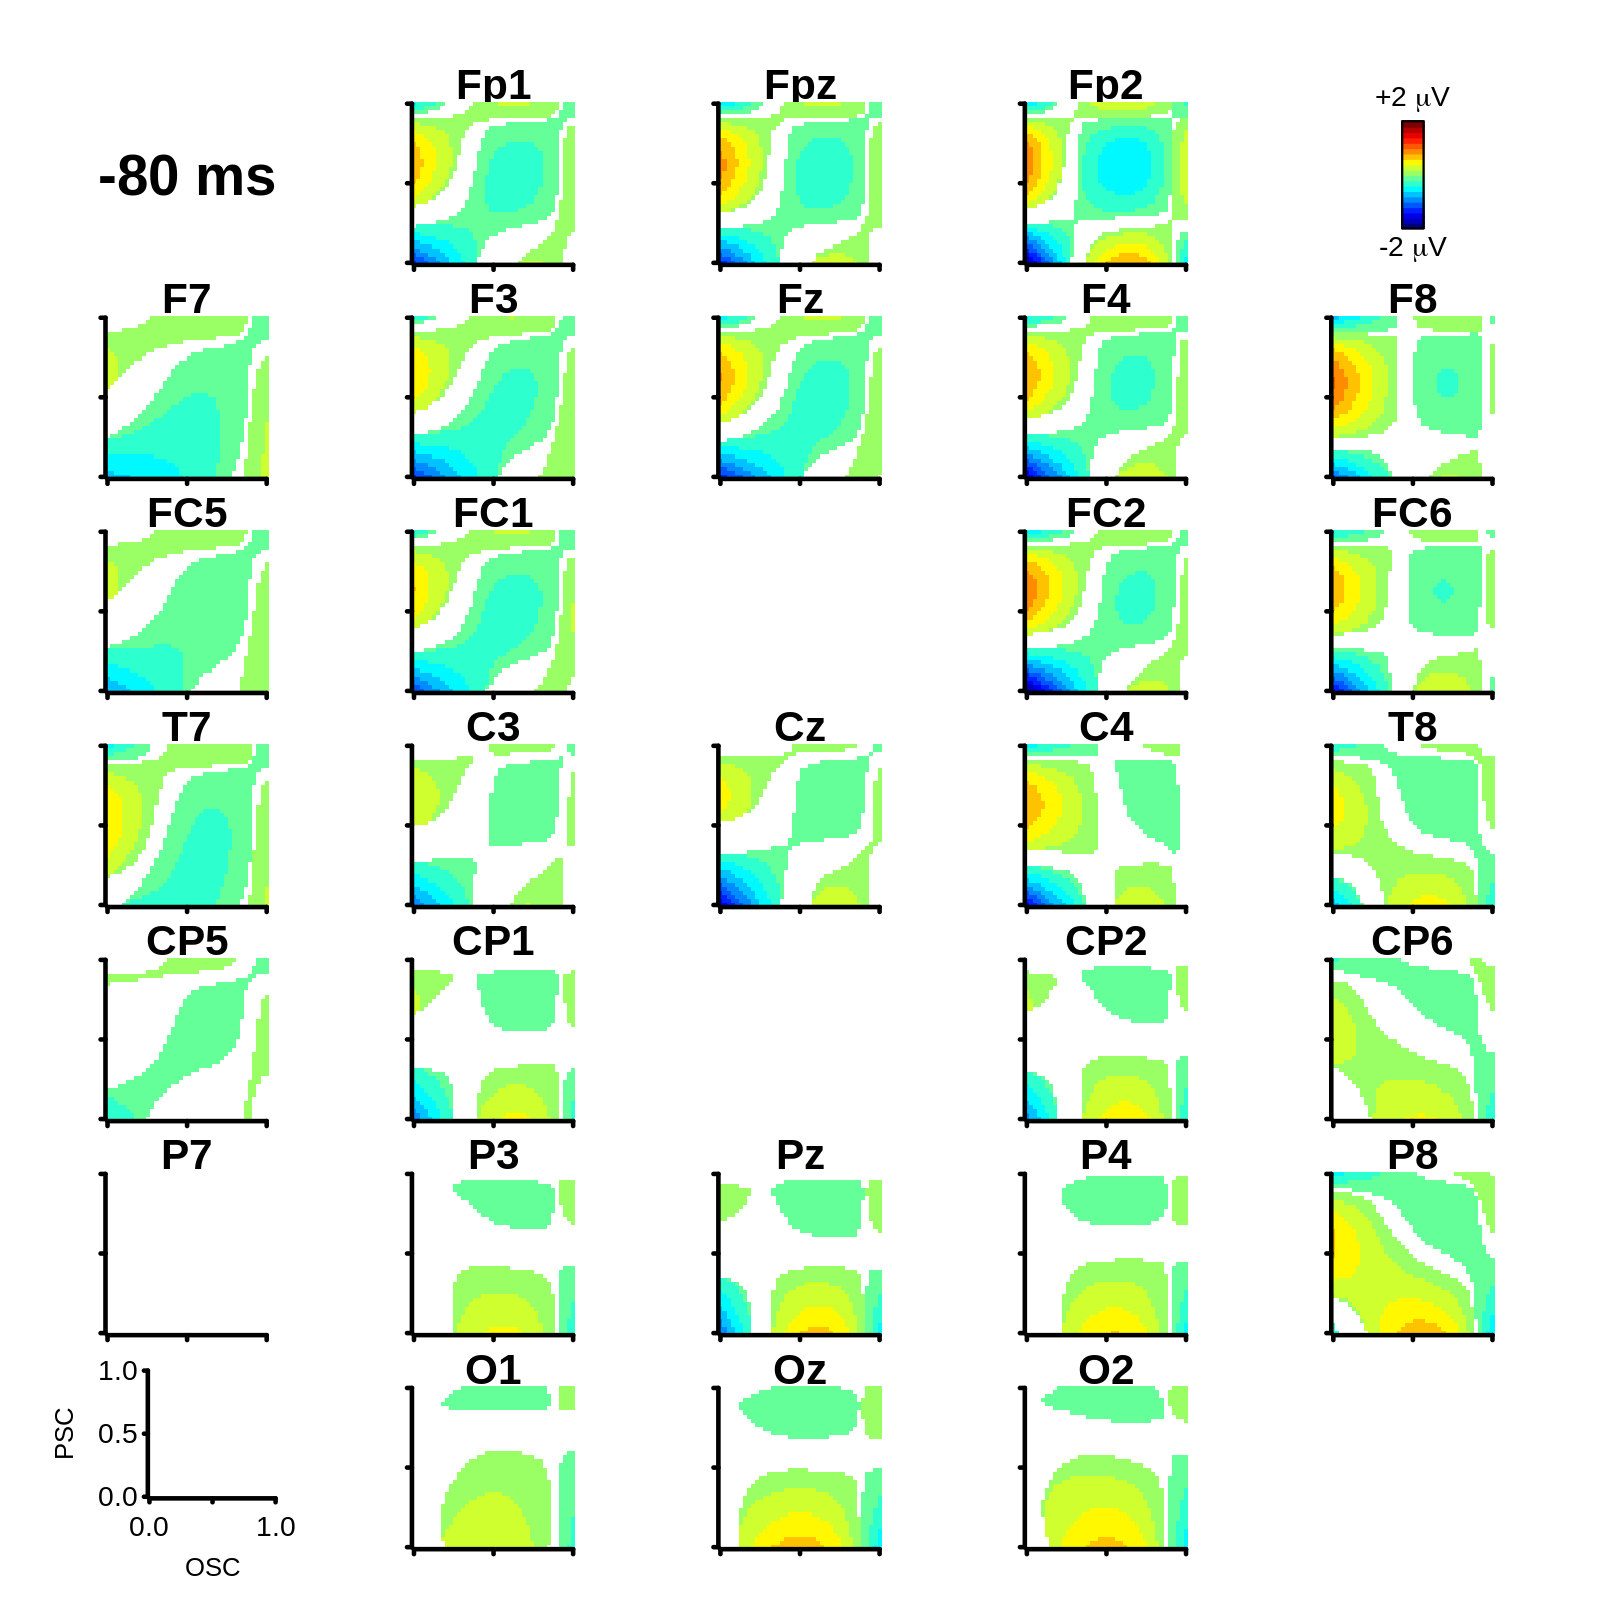 Fp1 Fpz Fp2
+2 μV
-80 ms
-2 μV
F7 F3 Fz F4 F8
FC5 FC1 FC2 FC6
T7 C3 Cz C4 T8
CP5 CP1 CP2 CP6
P7 P3 Pz P4 P8
O1 Oz O2
1.0
0.5
0.0
PSC
0.0 1.0
OSC